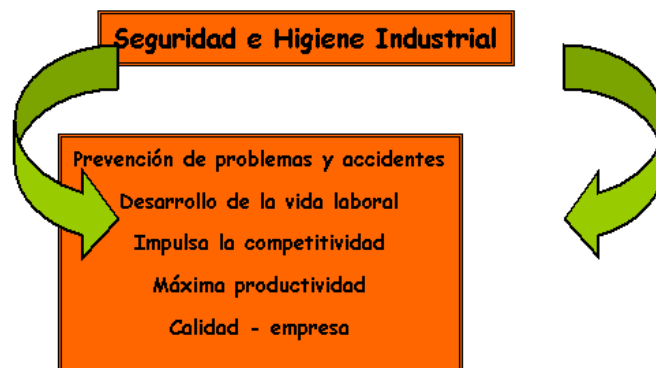 Seguridad e Higiene Industrial
Prevención de problemas y accidentes
Desarrollo de la vida laboral
Impulsa la competitividad
Máxima productividad
Calidad - empresa